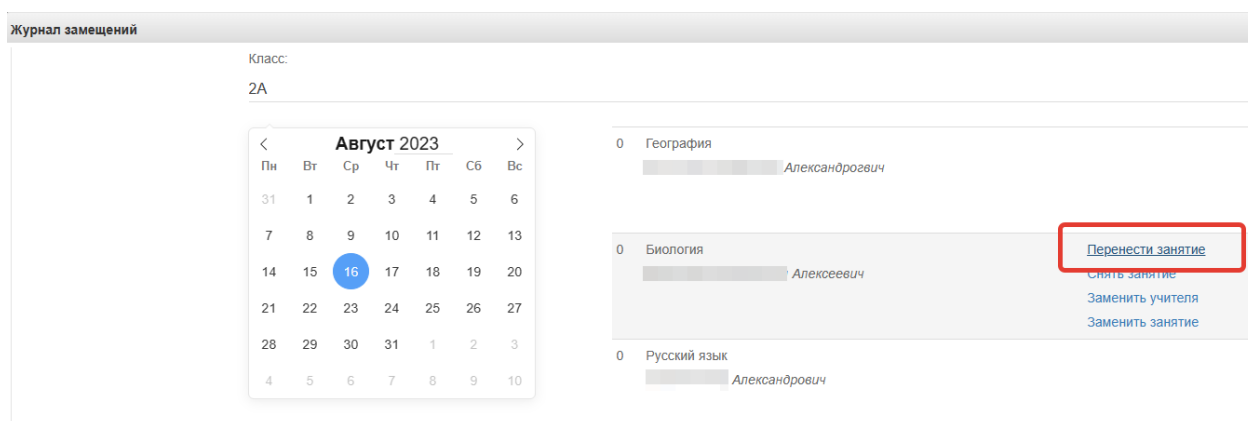 Журнал замещений
Класс:
2А
Август 2023
Пн Вт Ср Чт Пт Сб Вс
31 1 2 3 4 5 6
7 8 9 10 11 12 13
14 15 16 17 18 19 20
21 22 23 24 25 26 27
28 29 30 31 1 2 3
4 5 6 7 8 9 10
0 География
Александрогвич
0 Биология
Алексеевич
Перенести занятие
Снять занятие
Заменить учителя
Заменить занятие
0 Русский язык
Александрович